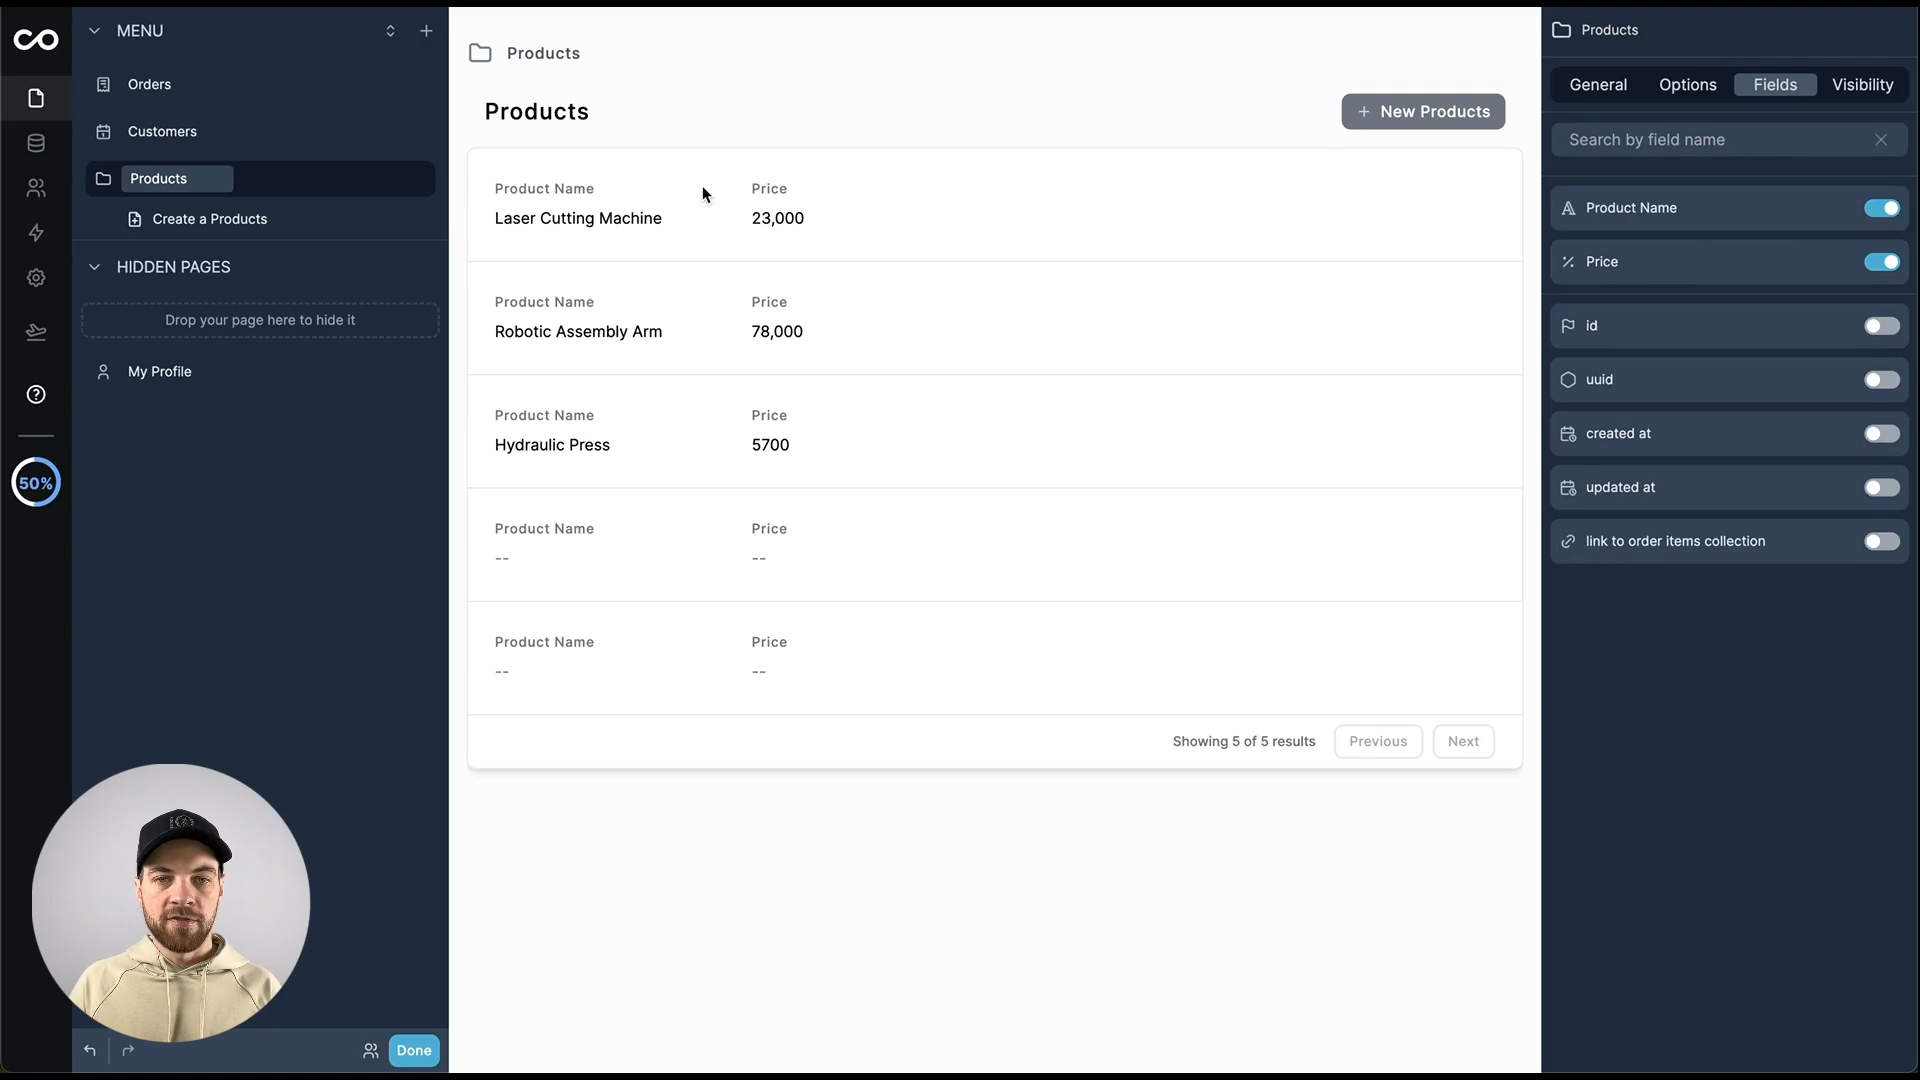 MENU
Orders
Customers
Products
Create a Products
HIDDEN PAGES
Drop your page here to hide it
My Profile
50%
Done
Products
Products
+ New Products
Product Name Price
Laser Cutting Machine 23,000
Product Name Price
Robotic Assembly Arm 78,000
Product Name Price
Hydraulic Press 5700
Product Name Price
-- --
Product Name Price
-- --
Showing 5 of 5 results Previous Next
Products
General Options Fields Visibility
Search by field name
Product Name
Price
id
uuid
created at
updated at
link to order items collection